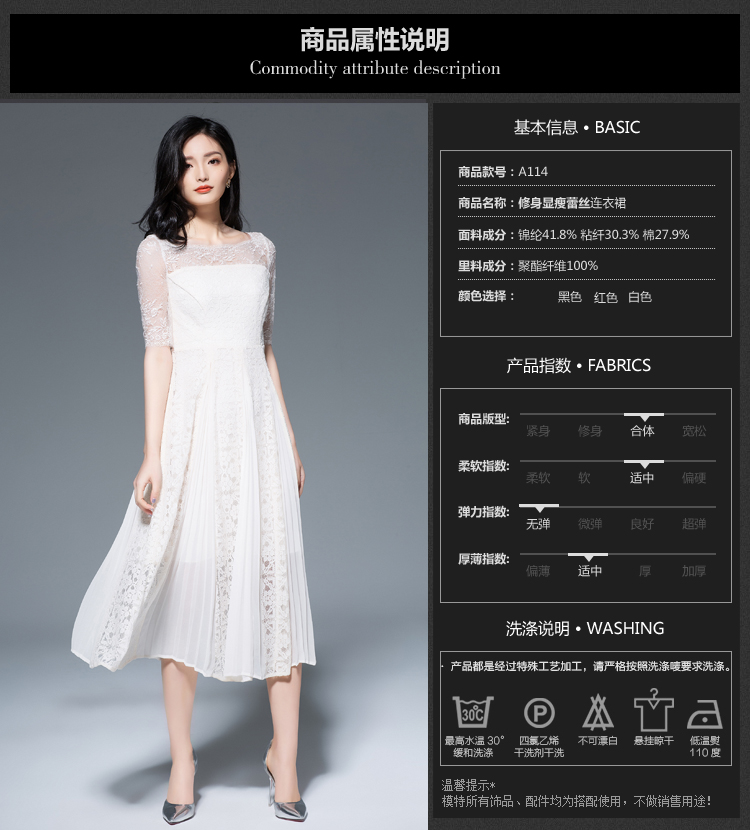 商品属性说明
Commodity attribute description
基本信息 • BASIC
商品款号：A114
商品名称：修身显瘦蕾丝连衣裙
面料成分：锦纶41.8% 粘纤30.3% 棉27.9%
里料成分：聚酯纤维100%
颜色选择： 黑色 红色 白色
产品指数 • FABRICS
商品版型: 紧身 修身 合体 宽松
柔软指数: 柔软 软 适中 偏硬
弹力指数: 无弹 微弹 良好 超弹
厚薄指数: 偏薄 适中 厚 加厚
洗涤说明 • WASHING
· 产品都是经过特殊工艺加工，请严格按照洗涤唛要求洗涤。
30℃ P
最高水温 30° 四氯乙烯 不可漂白 悬挂晾干 低温熨
缓和洗涤 干洗剂干洗 110 度
温馨提示*
模特所有饰品、配件均为搭配使用，不做销售用途!